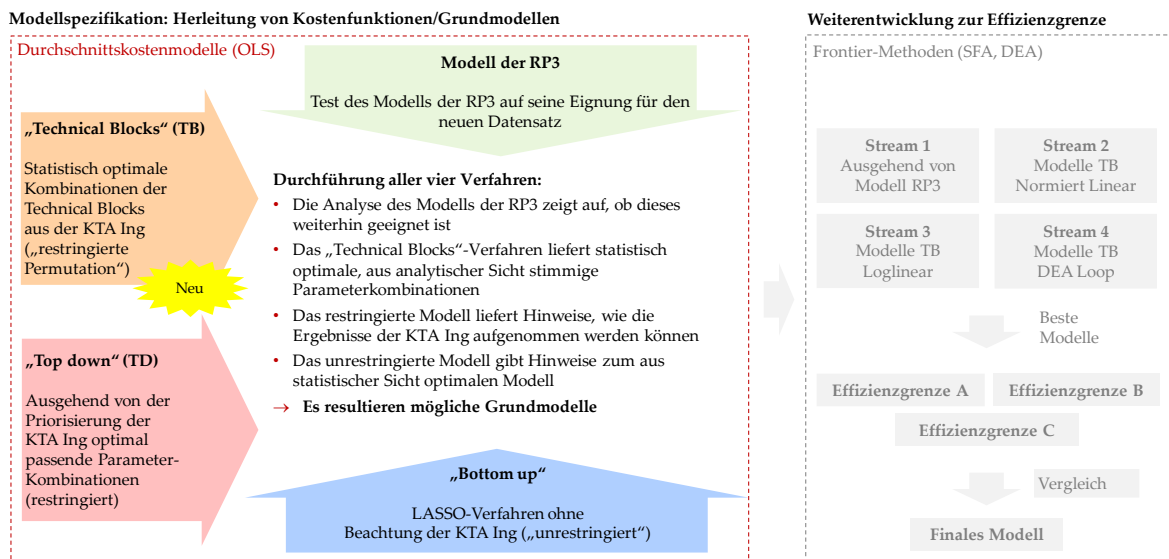 Modellspezifikation: Herleitung von Kostenfunktionen/Grundmodellen
Durchschnittskostenmodelle (OLS)
Modell der RP3
Test des Modells der RP3 auf seine Eignung für den
neuen Datensatz
„Technical Blocks“ (TB)
Statistisch optimale
Kombinationen der
Technical Blocks
aus der KTA Ing
(„restringierte
Permutation“)
Neu
„Top down“ (TD)
Ausgehend von der
Priorisierung der
KTA Ing optimal
passende Parameter-
Kombinationen
(restringiert)
Durchführung aller vier Verfahren:
• Die Analyse des Modells der RP3 zeigt auf, ob dieses
weiterhin geeignet ist
• Das „Technical Blocks“-Verfahren liefert statistisch
optimale, aus analytischer Sicht stimmige
Parameterkombinationen
• Das restringierte Modell liefert Hinweise, wie die
Ergebnisse der KTA Ing aufgenommen werden können
• Das unrestringierte Modell gibt Hinweise zum aus
statistischer Sicht optimalen Modell
→ Es resultieren mögliche Grundmodelle
„Bottom up“
LASSO-Verfahren ohne
Beachtung der KTA Ing („unrestringiert“)
Weiterentwicklung zur Effizienzgrenze
Frontier-Methoden (SFA, DEA)
Stream 1
Ausgehend von
Modell RP3
Stream 2
Modelle TB
Normiert Linear
Stream 3
Modelle TB
Loglinear
Stream 4
Modelle TB
DEA Loop
Beste
Modelle
Effizienzgrenze A
Effizienzgrenze B
Effizienzgrenze C
Vergleich
Finales Modell